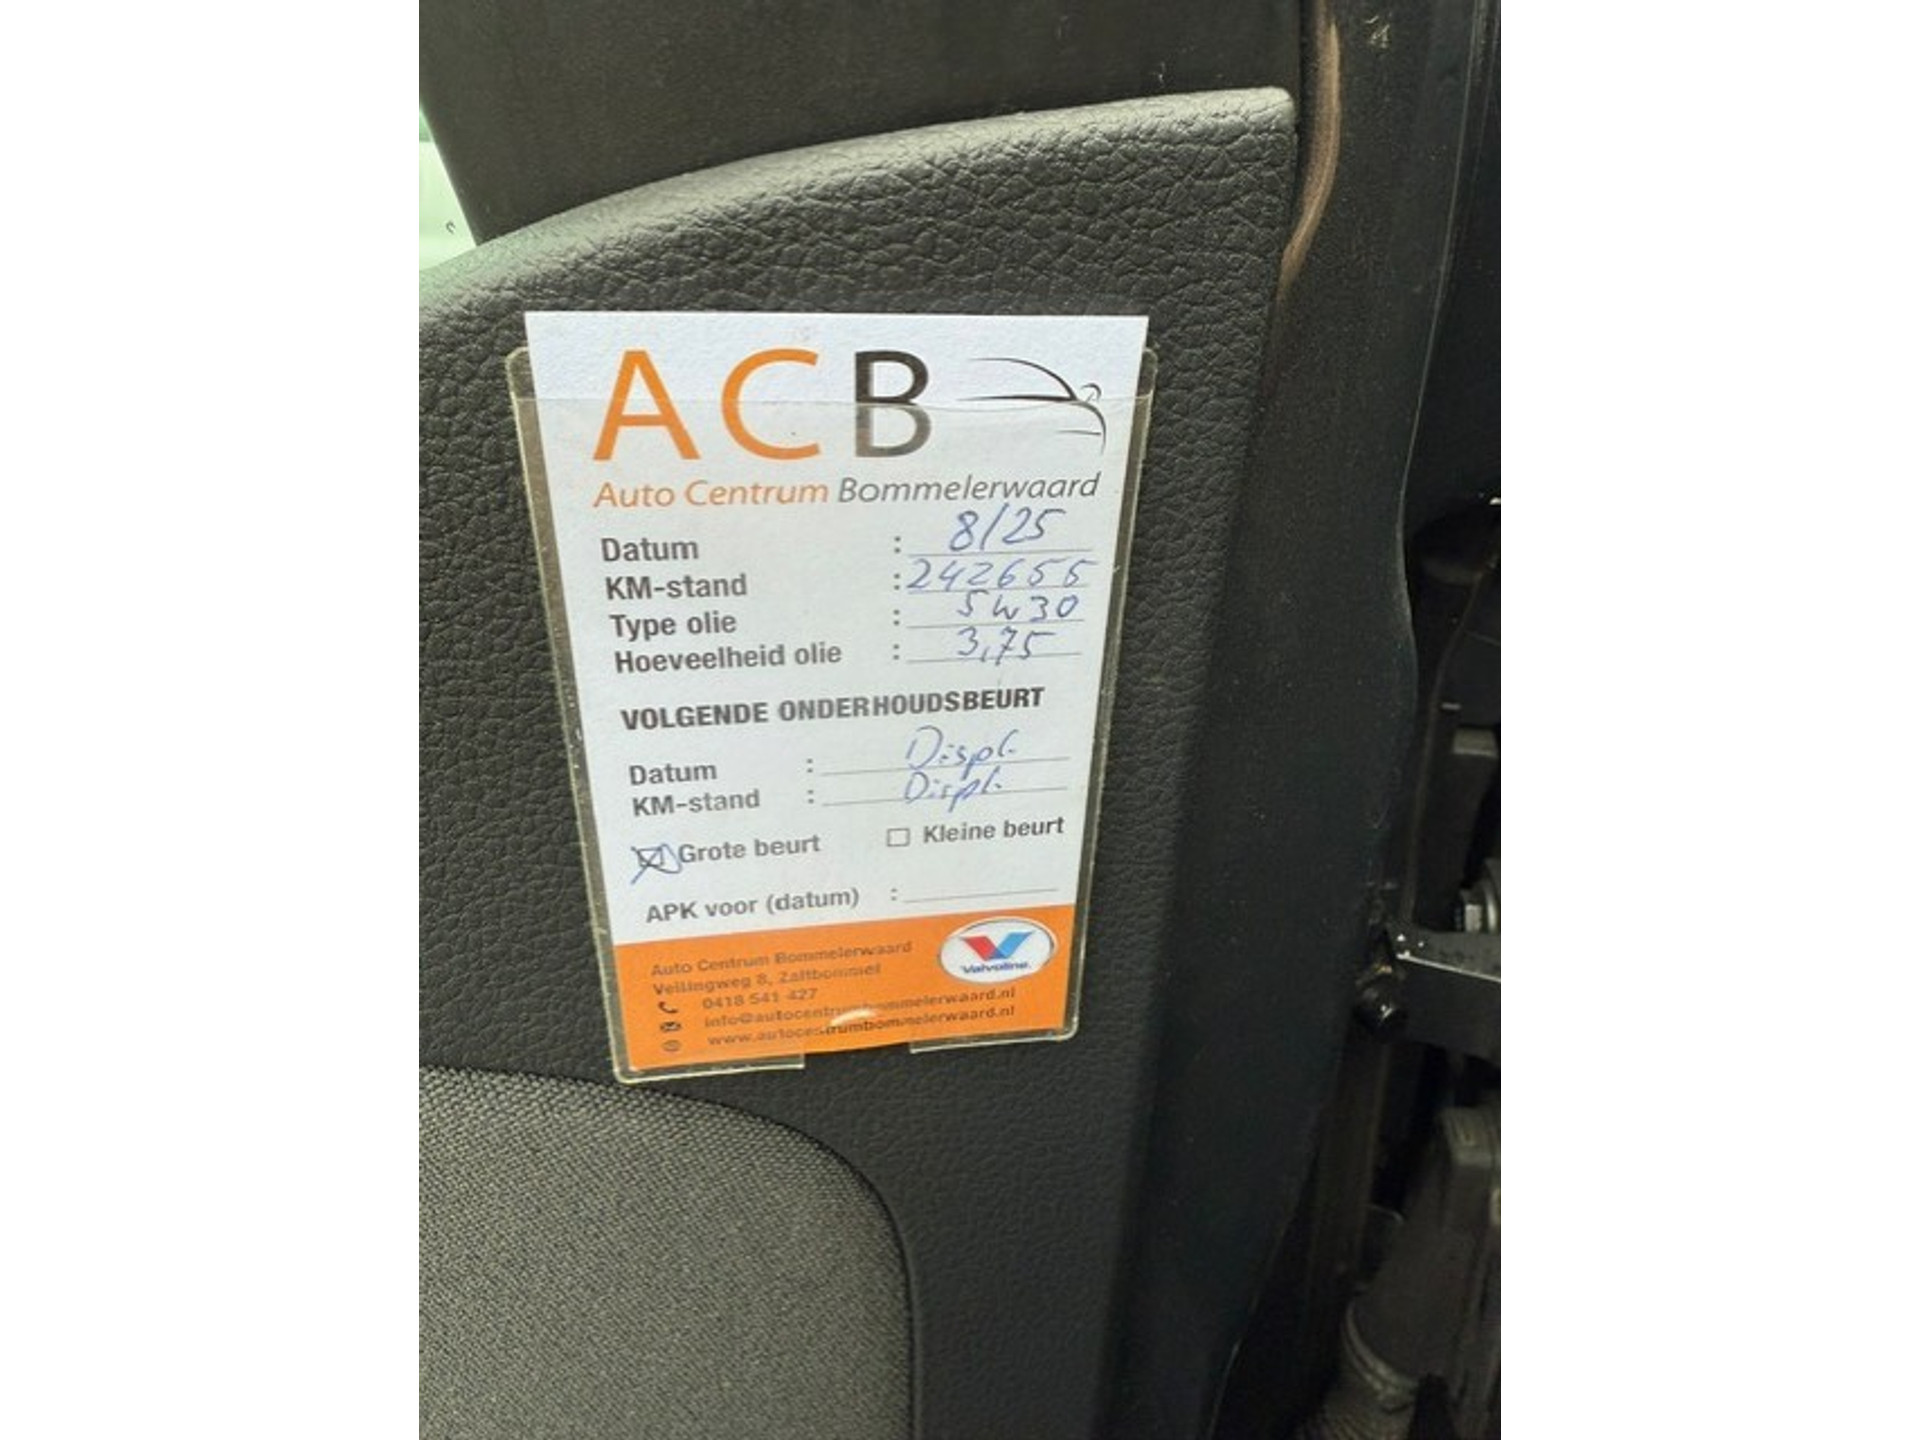 ACB
Auto Centrum Bommelerwaard
Datum : 8/25
KM-stand : 242655
Type olie : 5W30
Hoeveelheid olie : 3,75
VOLGENDE ONDERHOUDSBEURT
Datum : Displ.
KM-stand : Displ.
Grote beurt Kleine beurt
APK voor (datum) :
Auto Centrum Bommelerwaard
Veilingweg 8, Zaltbommel
0418 541 427
info@autocentrumbommelerwaard.nl
www.autocentrumbommelerwaard.nl
Valvoline.